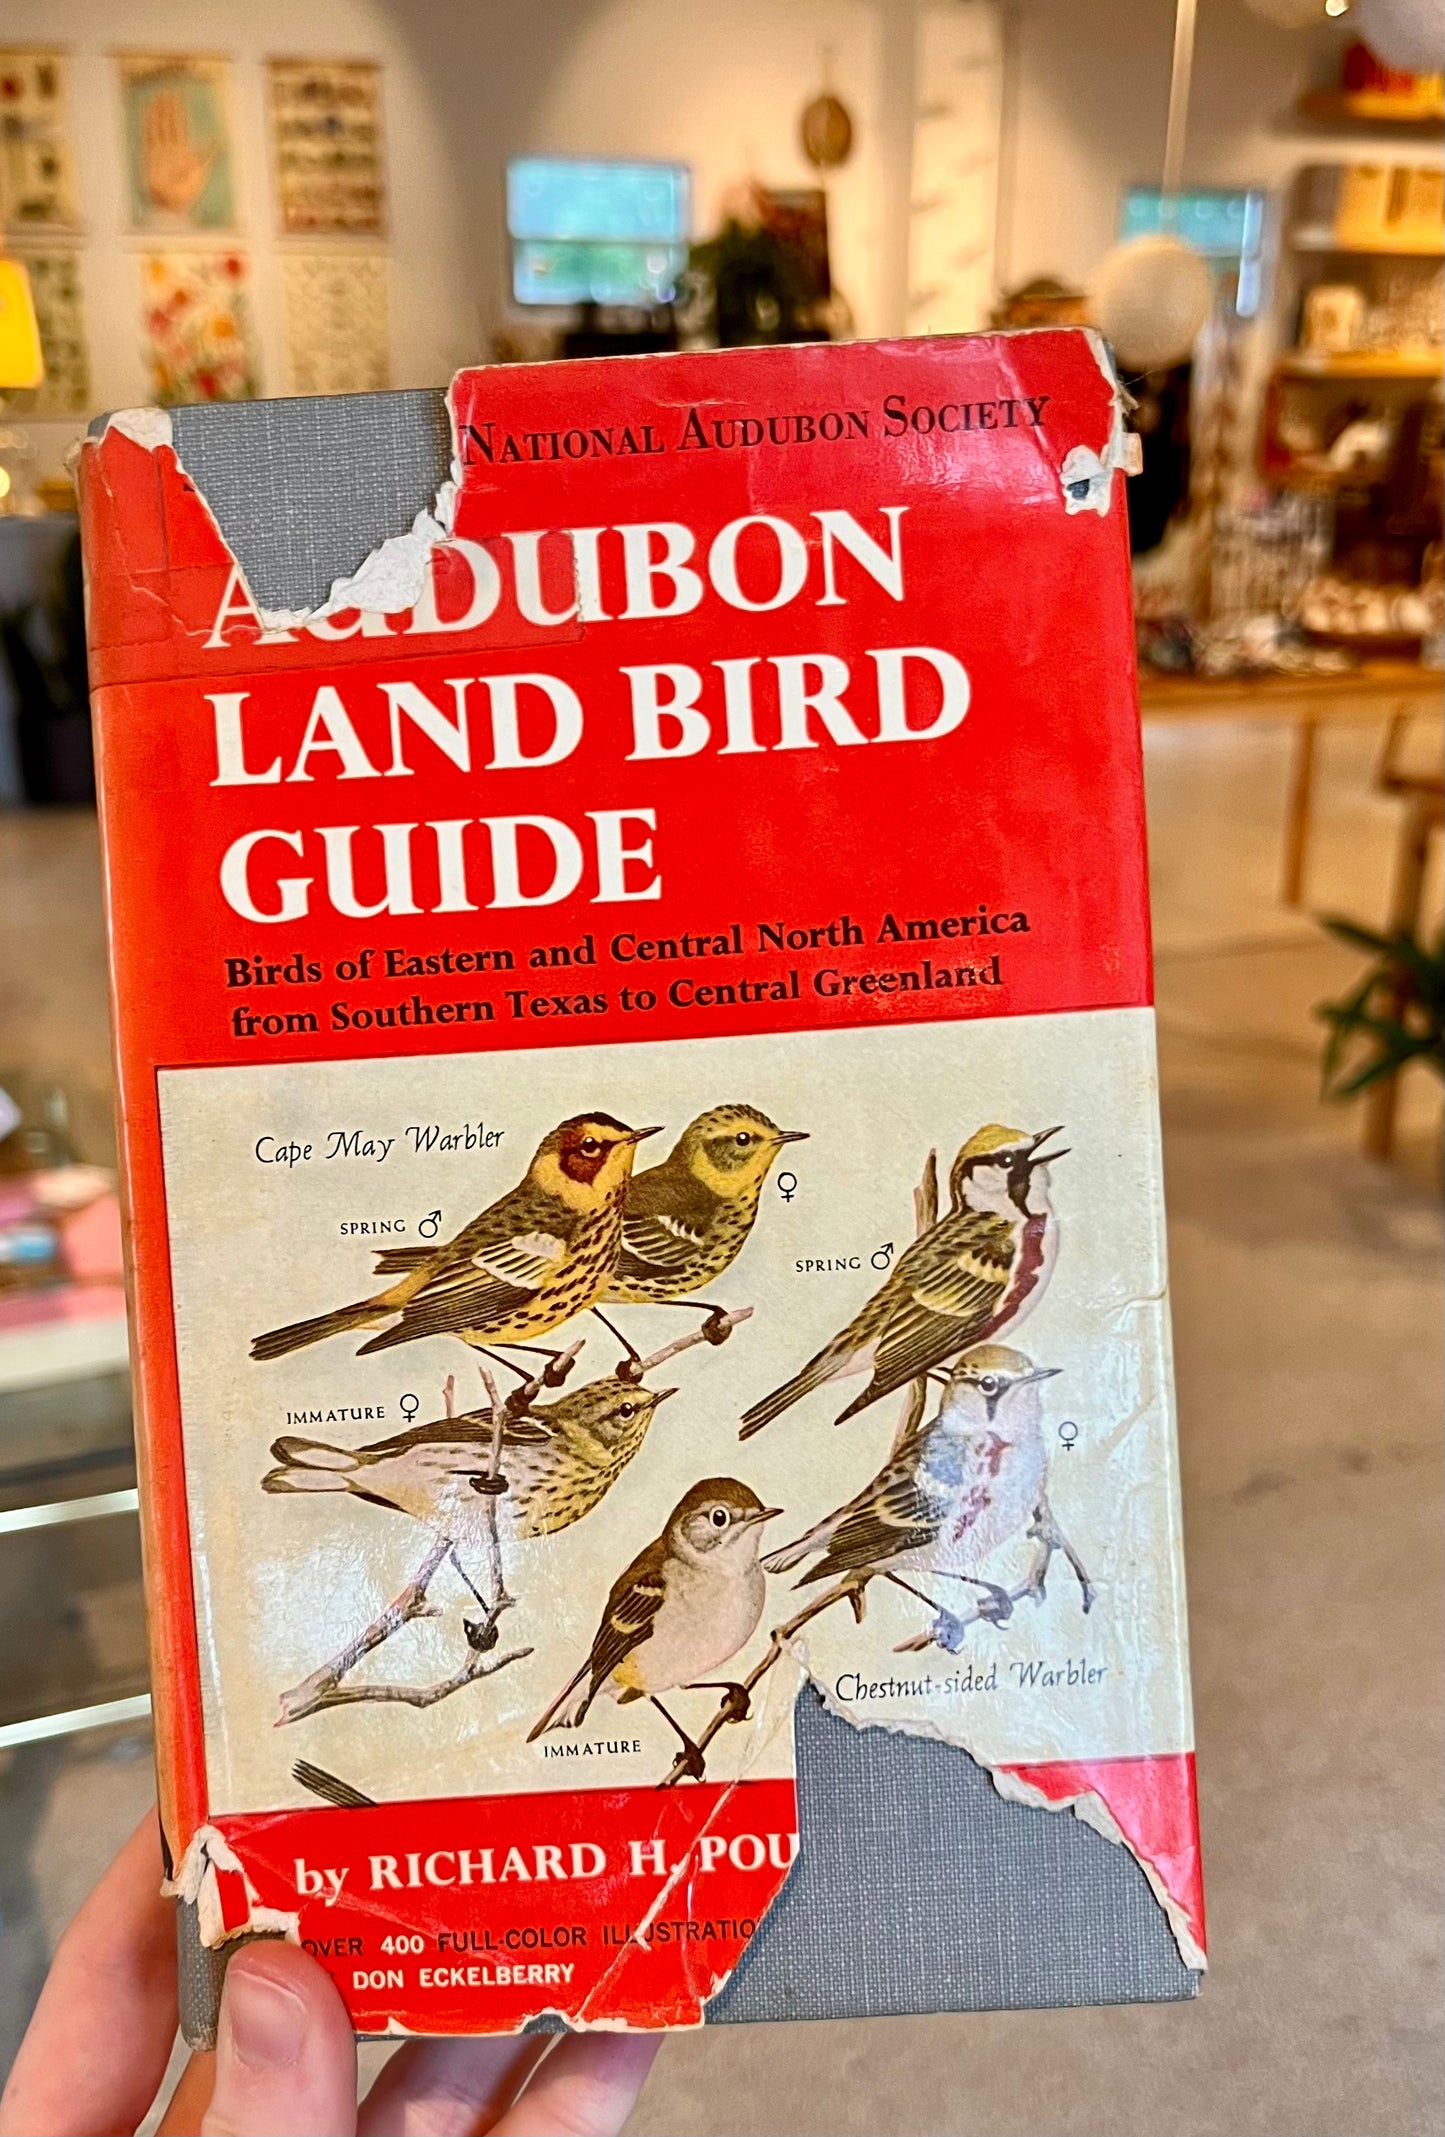 NATIONAL AUDUBON SOCIETY
AUDUBON
LAND BIRD
GUIDE
Birds of Eastern and Central North America
from Southern Texas to Central Greenland
Cape May Warbler
SPRING ♂
♀
SPRING ♂
IMMATURE ♀
♀
Chestnut-sided Warbler
IMMATURE
by RICHARD H. POU
OVER 400 FULL-COLOR ILLUSTRATIO
DON ECKELBERRY